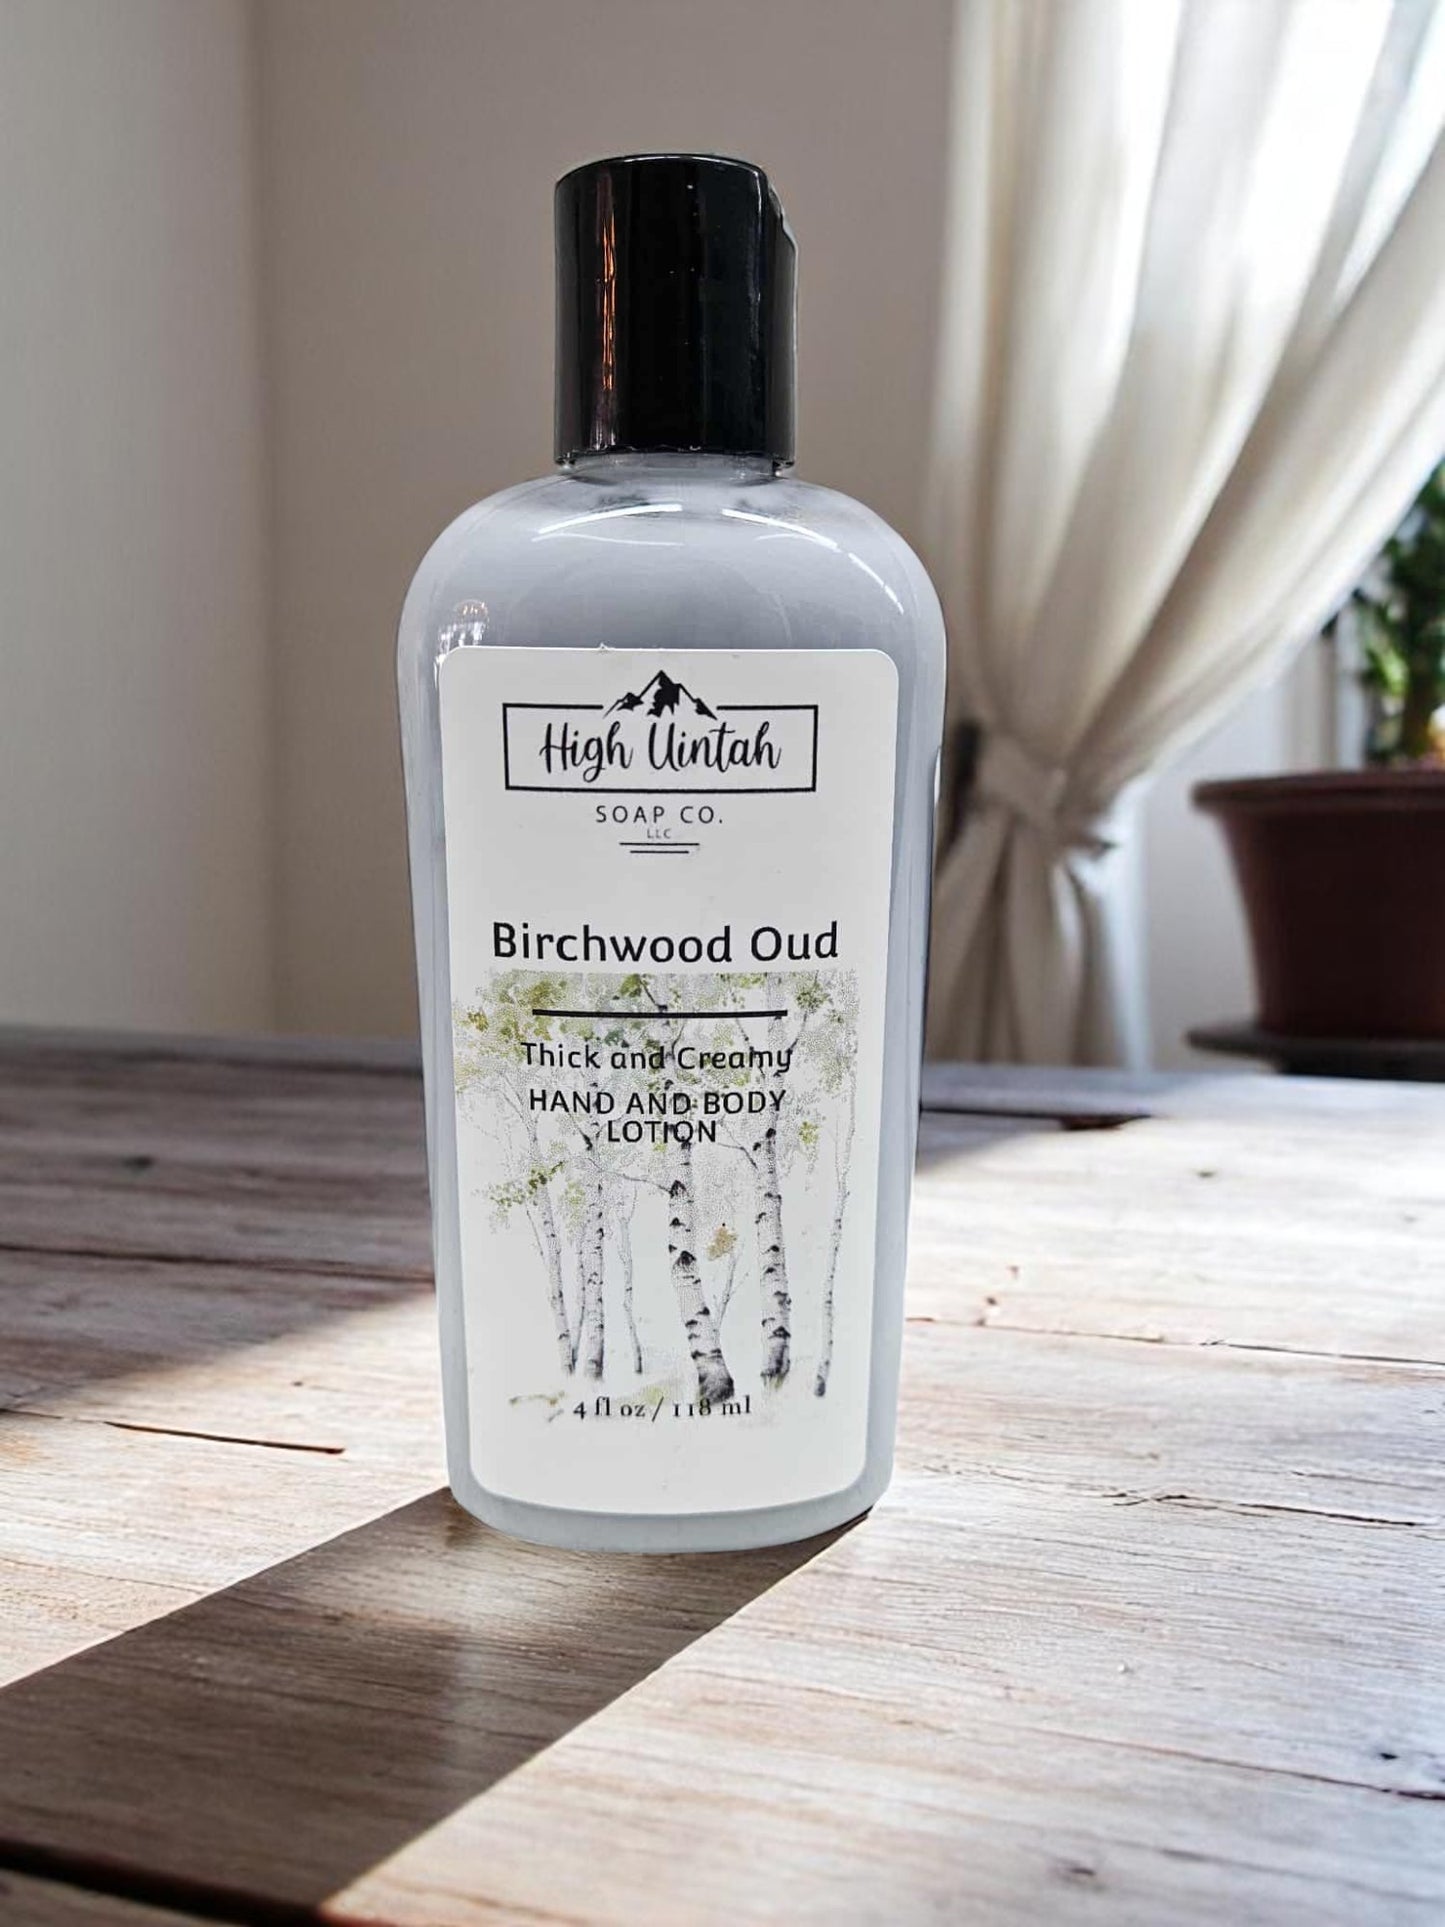 High Uintah
SOAP CO.
LLC
Birchwood Oud
Thick and Creamy
HAND AND BODY
LOTION
4 fl oz / 118 ml